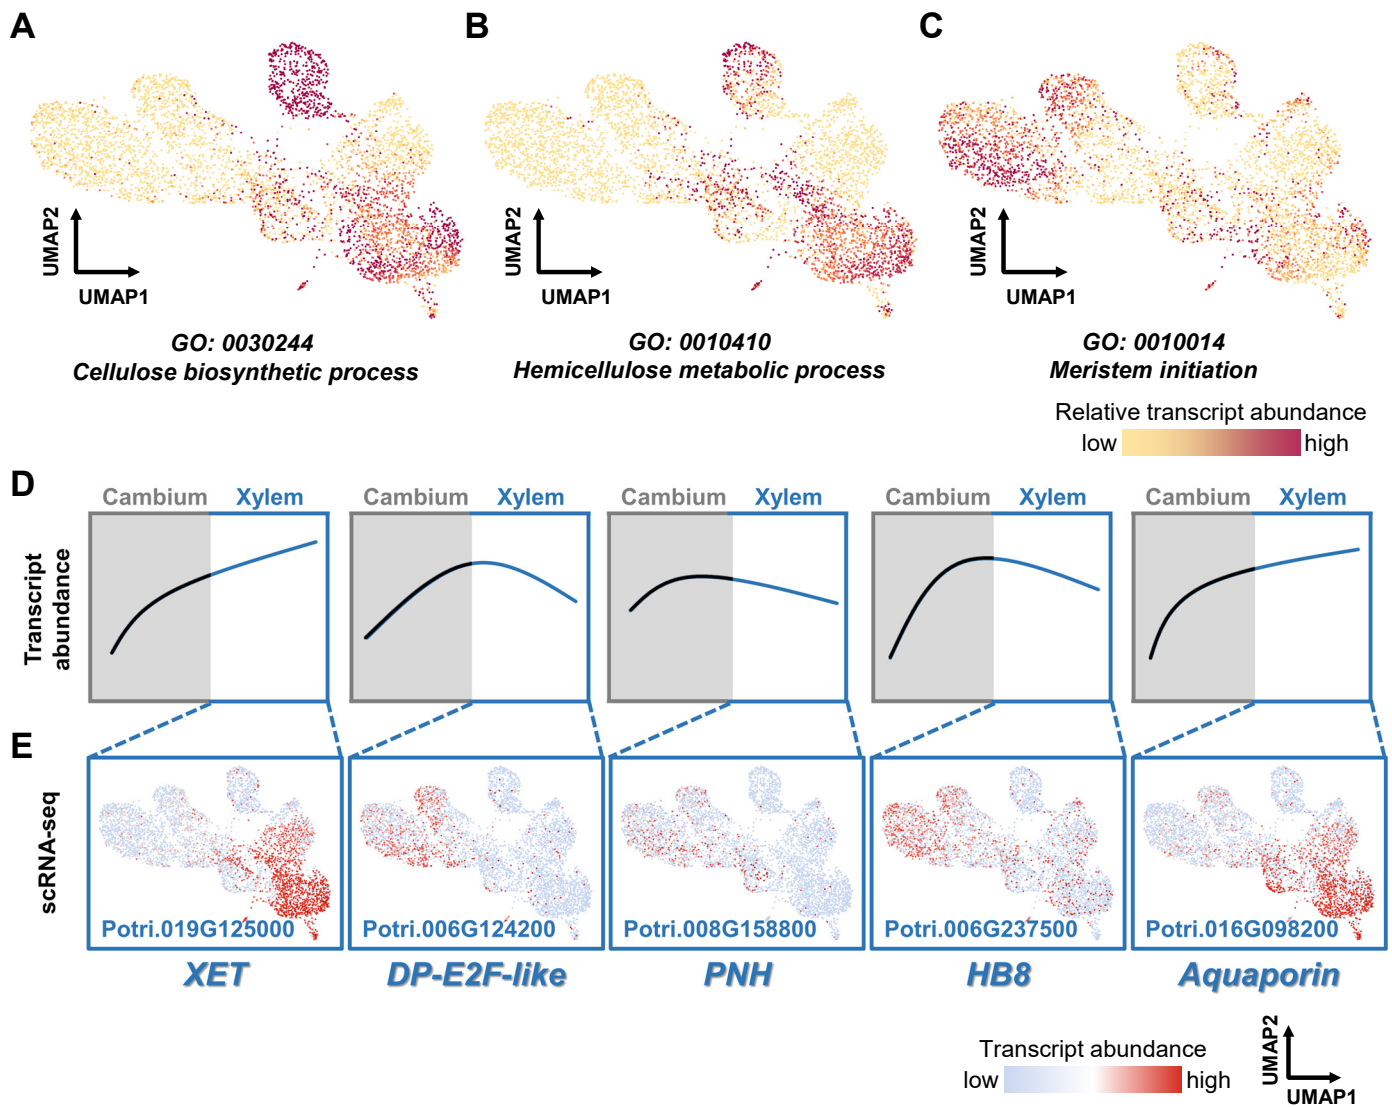 A
B
C
UMAP2
UMAP1
UMAP2
UMAP1
UMAP2
UMAP1
GO: 0030244
Cellulose biosynthetic process
GO: 0010410
Hemicellulose metabolic process
GO: 0010014
Meristem initiation
Relative transcript abundance
low
high
D
Cambium
Xylem
Cambium
Xylem
Cambium
Xylem
Cambium
Xylem
Cambium
Xylem
Transcript
abundance
E
scRNA-seq
Potri.019G125000
Potri.006G124200
Potri.008G158800
Potri.006G237500
Potri.016G098200
XET
DP-E2F-like
PNH
HB8
Aquaporin
Transcript abundance
low
high
UMAP2
UMAP1